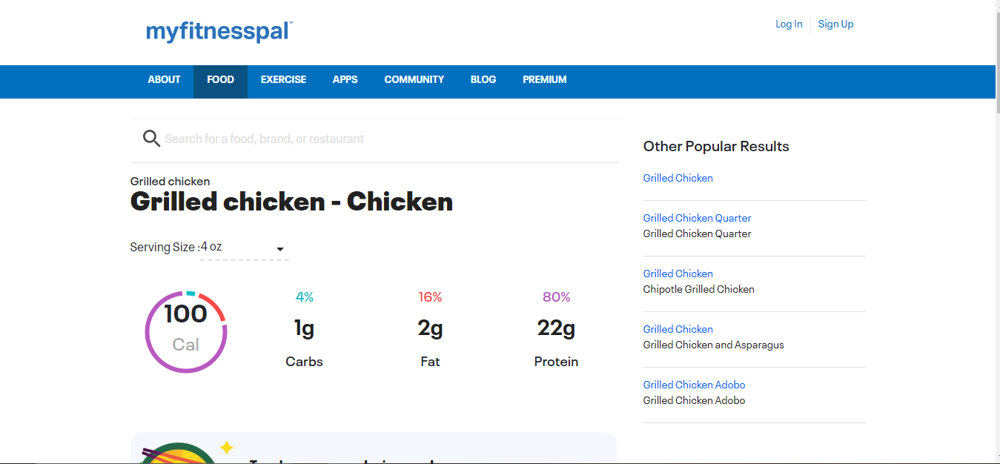 myfitnesspal™
Log In
Sign Up
ABOUT FOOD EXERCISE APPS COMMUNITY BLOG PREMIUM
Search for a food, brand, or restaurant
Grilled chicken
Grilled chicken - Chicken
Serving Size :4 oz
100
Cal
4%
1g
Carbs
16%
2g
Fat
80%
22g
Protein
Other Popular Results
Grilled Chicken
Grilled Chicken Quarter
Grilled Chicken Quarter
Grilled Chicken
Chipotle Grilled Chicken
Grilled Chicken
Grilled Chicken and Asparagus
Grilled Chicken Adobo
Grilled Chicken Adobo